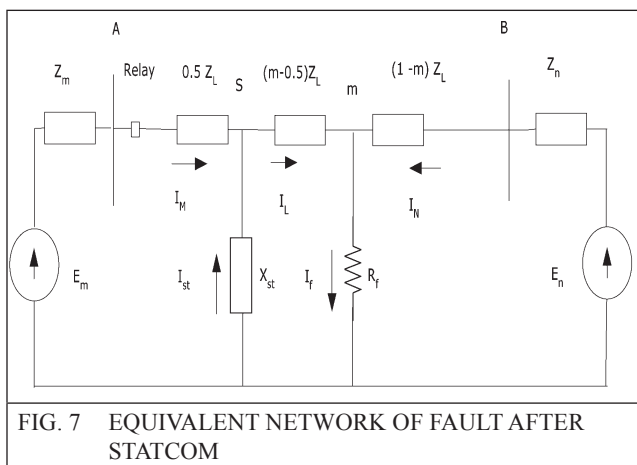 A
B
Z_m
Relay
0.5 Z_L
S
(m-0.5)Z_L
m
(1 -m) Z_L
Z_n
I_M
I_L
I_N
E_m
I_st
X_st
I_f
R_f
E_n
FIG. 7 EQUIVALENT NETWORK OF FAULT AFTER
STATCOM